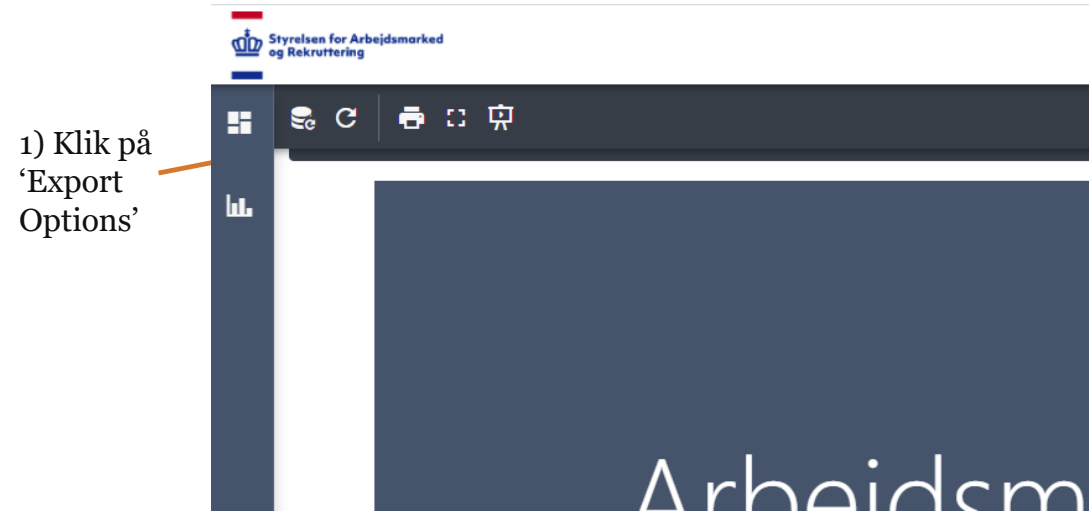 Styrelsen for Arbejdsmarked
og Rekruttering
1) Klik på
‘Export
Options’
Arbejdsm